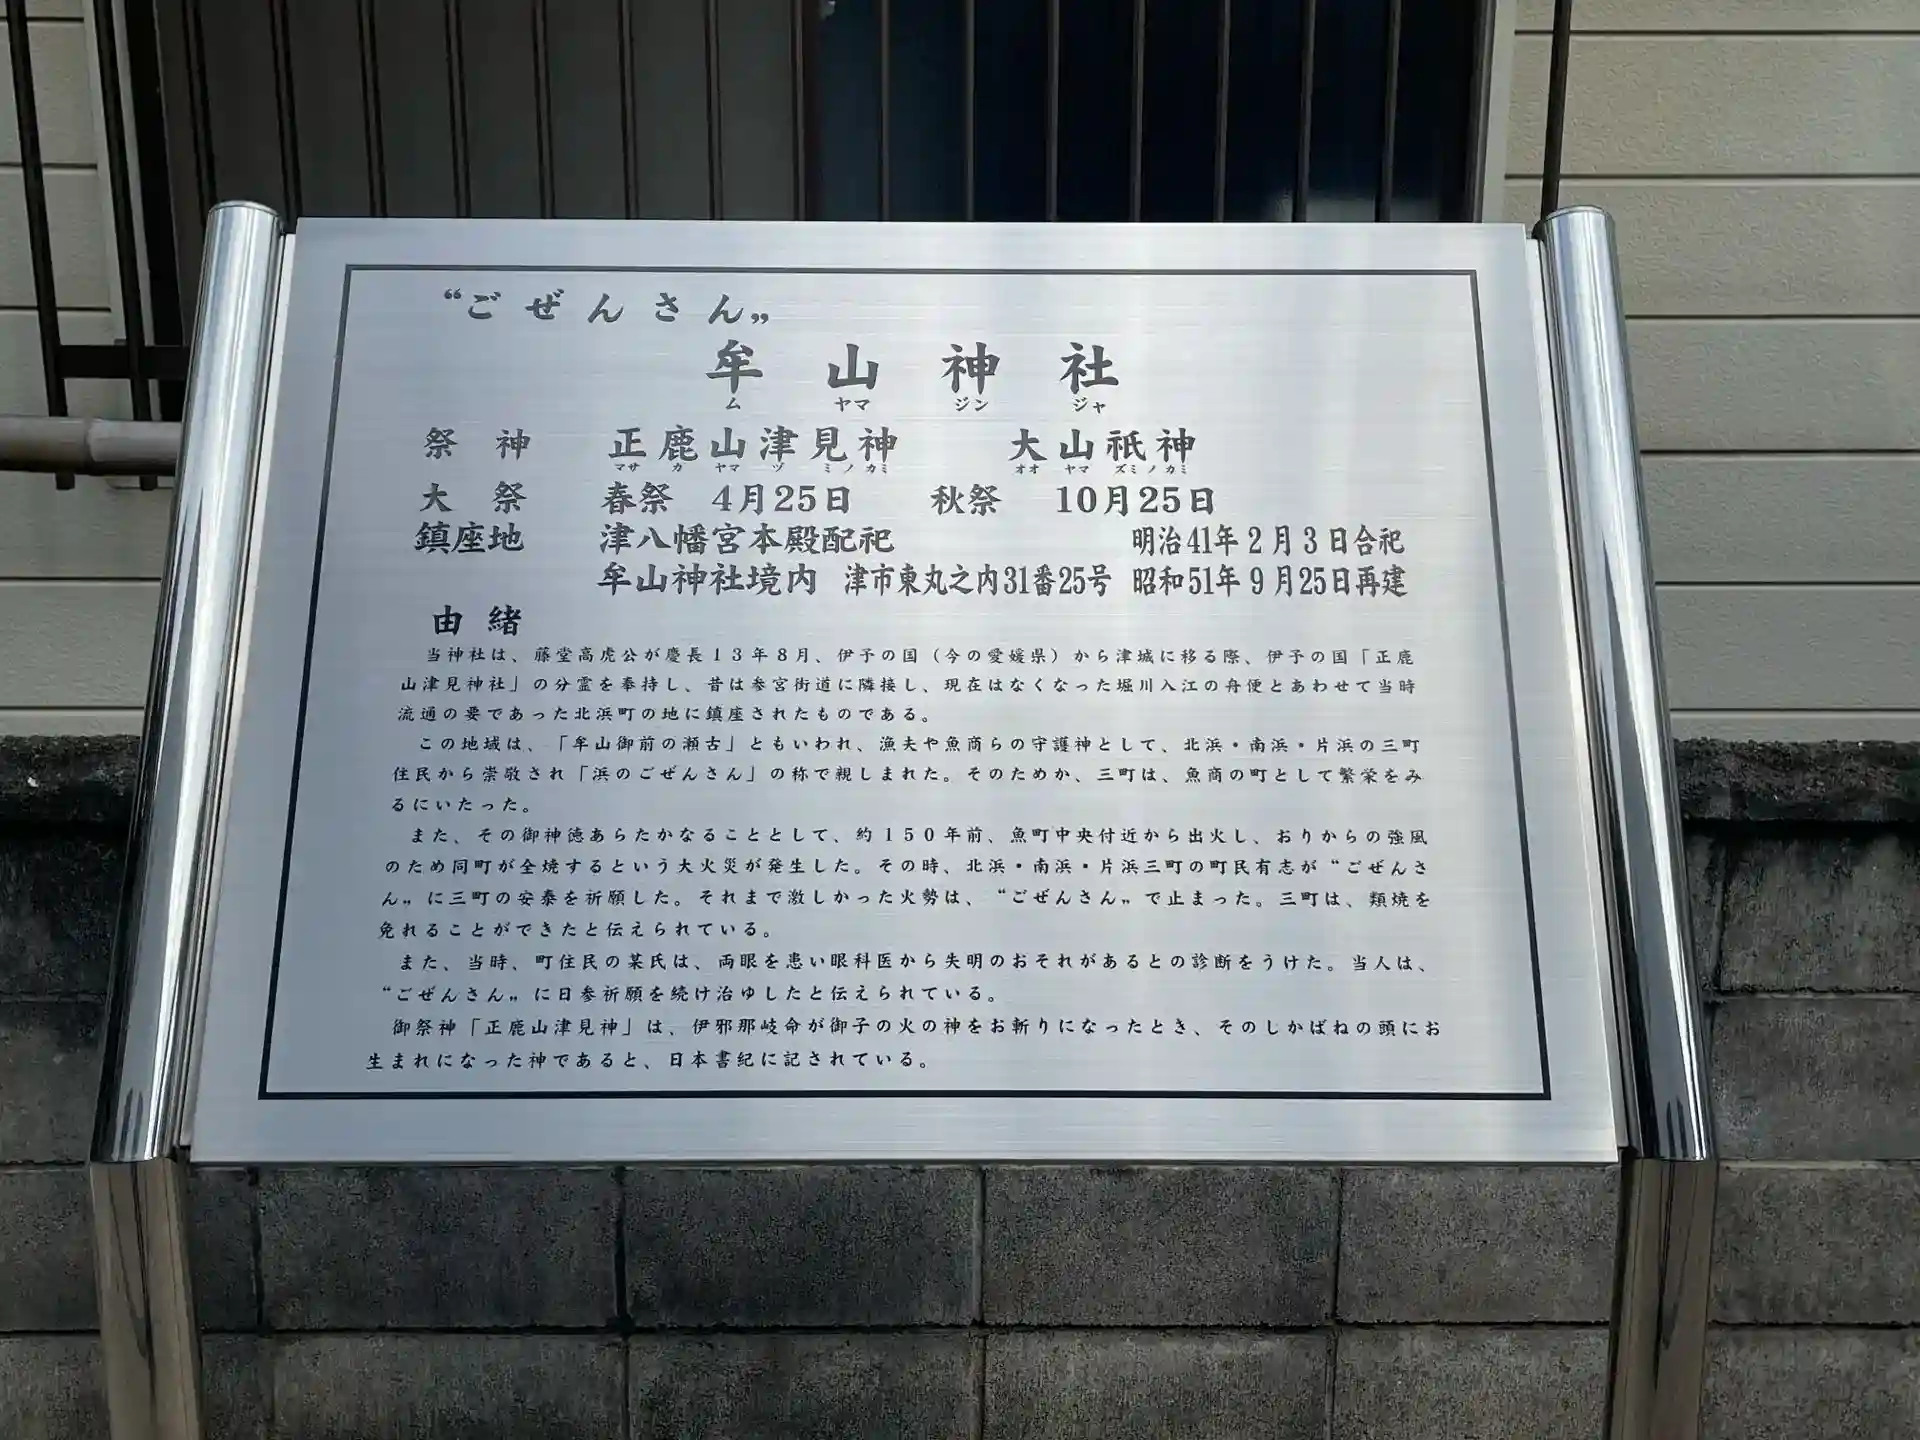 “ごぜんさん„
牟山神社
ム ヤマ ジン ジャ
祭神 正鹿山津見神 大山祇神
マサ カ ヤマ ヅ ミノカミ オオ ヤマ ズミノカミ
大祭 春祭 4月25日 秋祭 10月25日
鎮座地 津八幡宮本殿配祀 明治41年2月3日合祀
牟山神社境内 津市東丸之内31番25号 昭和51年9月25日再建
由緒
当神社は、藤堂高虎公が慶長13年8月、伊予の国（今の愛媛県）から津城に移る際、伊予の国「正鹿
山津見神社」の分霊を奉持し、昔は参宮街道に隣接し、現在はなくなった堀川入江の舟便とあわせて当時
流通の要であった北浜町の地に鎮座されたものである。
この地域は、「牟山御前の瀬古」ともいわれ、漁夫や魚商らの守護神として、北浜・南浜・片浜の三町
住民から崇敬され「浜のごぜんさん」の称で親しまれた。そのためか、三町は、魚商の町として繁栄をみ
るにいたった。
また、その御神徳あらたかなることとして、約150年前、魚町中央付近から出火し、おりからの強風
のため同町が全焼するという大火災が発生した。その時、北浜・南浜・片浜三町の町民有志が“ごぜんさ
ん„に三町の安泰を祈願した。それまで激しかった火勢は、“ごぜんさん„で止まった。三町は、類焼を
免れることができたと伝えられている。
また、当時、町住民の某氏は、両眼を患い眼科医から失明のおそれがあるとの診断をうけた。当人は、
“ごぜんさん„に日参祈願を続け治ゆしたと伝えられている。
御祭神「正鹿山津見神」は、伊邪那岐命が御子の火の神をお斬りになったとき、そのしかばねの頭にお
生まれになった神であると、日本書紀に記されている。